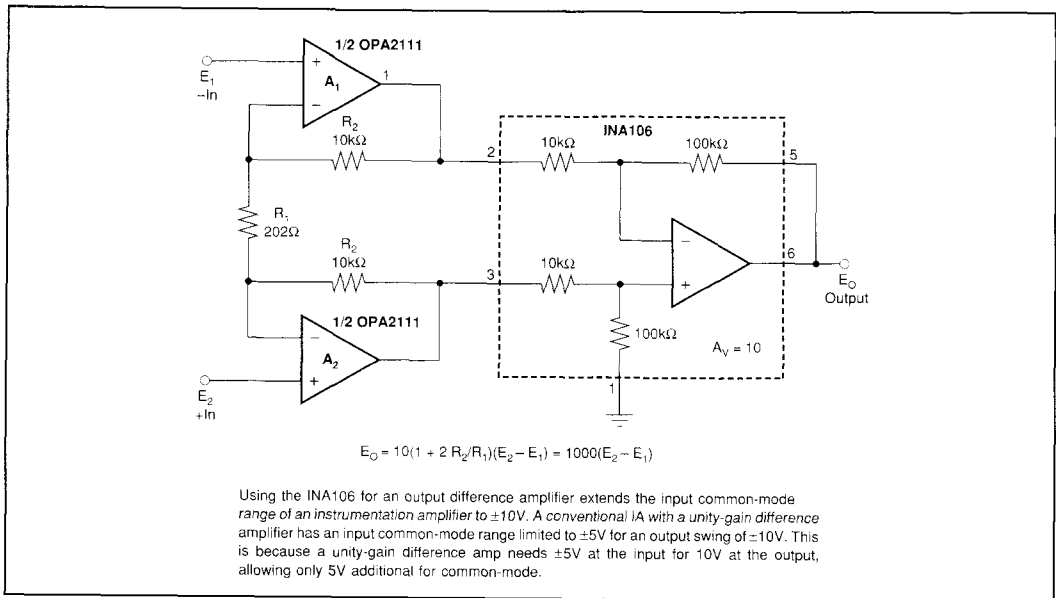 1/2 OPA2111
E₁
–In
+
A₁
–
1
R₂
10kΩ
R₁
202Ω
R₂
10kΩ
1/2 OPA2111
–
A₂
+
E₂
+In
INA106
2
10kΩ
100kΩ
5
–
+
6
E_O
Output
3
10kΩ
100kΩ
A_V = 10
1
E_O = 10(1 + 2 R₂/R₁)(E₂ – E₁) = 1000(E₂ – E₁)
Using the INA106 for an output difference amplifier extends the input common-mode
range of an instrumentation amplifier to ±10V. A conventional IA with a unity-gain difference
amplifier has an input common-mode range limited to ±5V for an output swing of ±10V. This
is because a unity-gain difference amp needs ±5V at the input for 10V at the output,
allowing only 5V additional for common-mode.